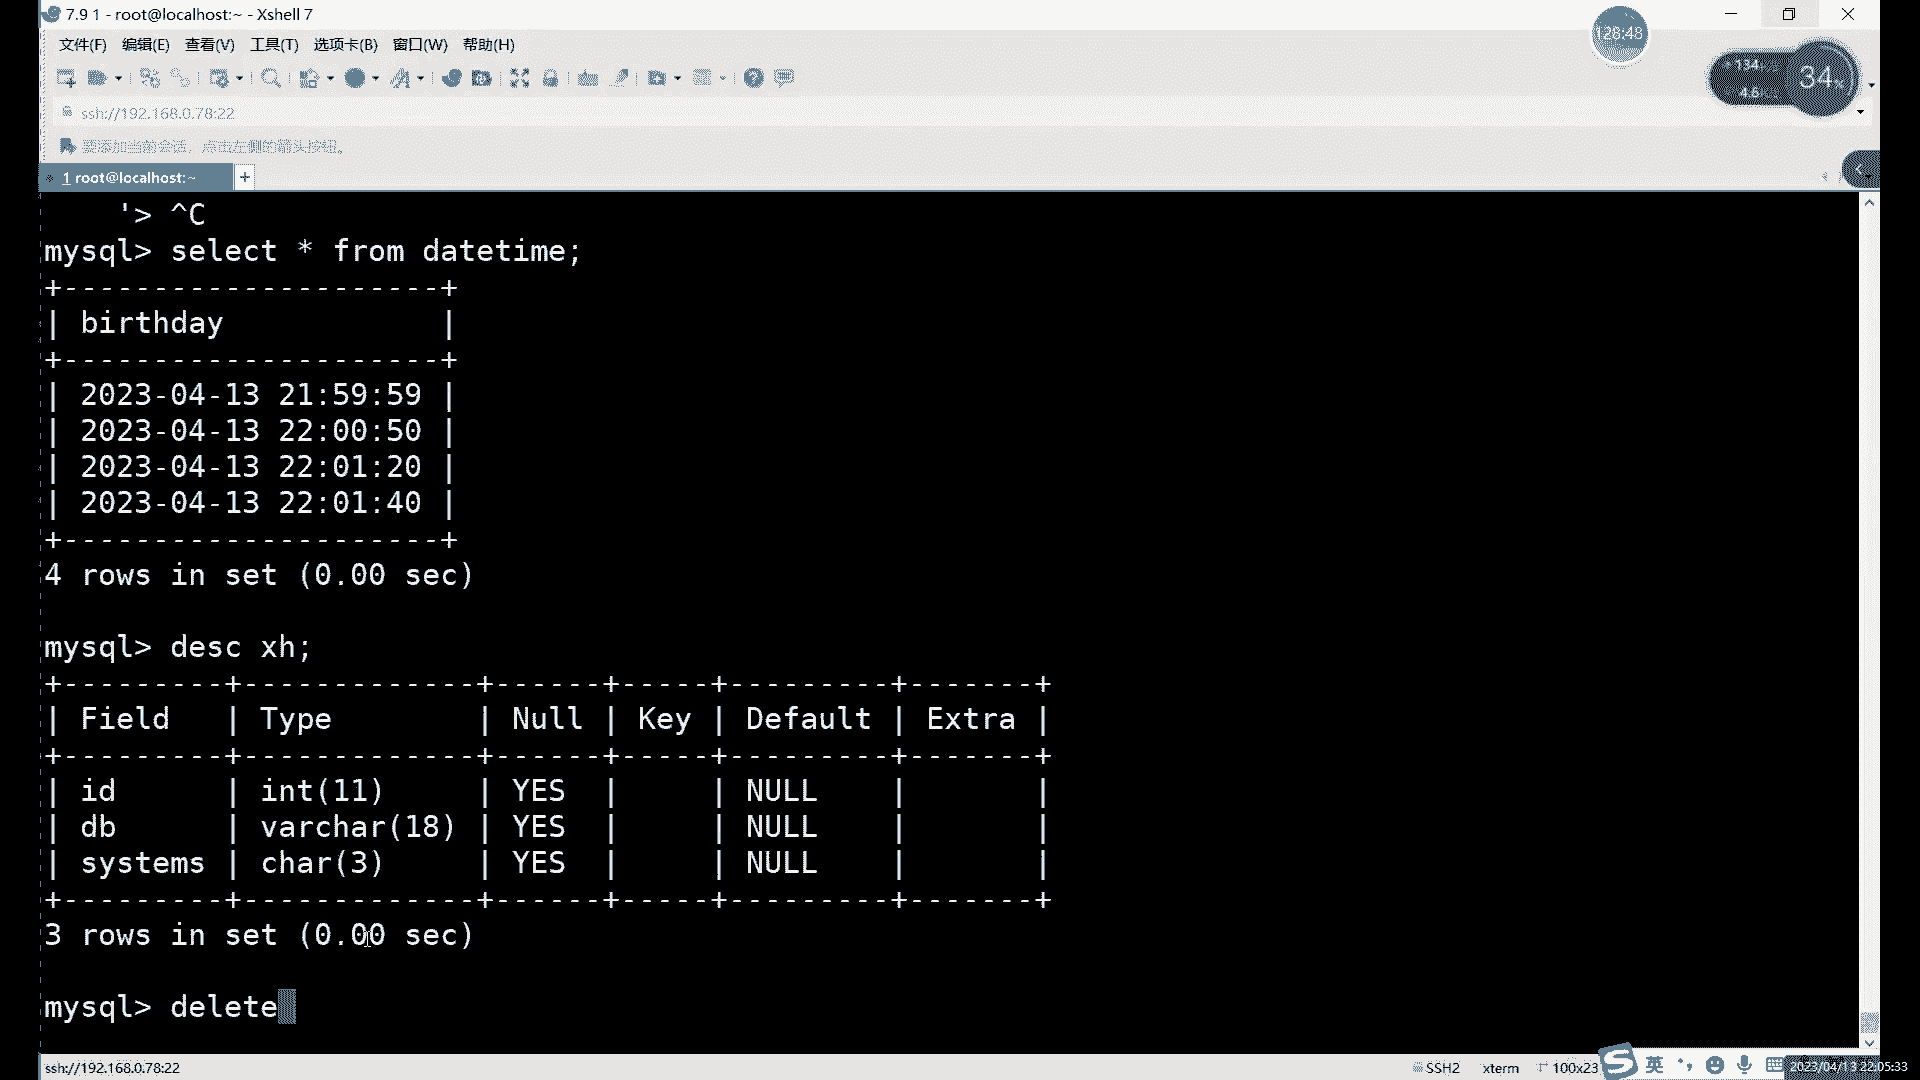 7.9 1 - root@localhost:~ - Xshell 7
128:48
文件(F) 编辑(E) 查看(V) 工具(T) 选项卡(B) 窗口(W) 帮助(H)
134
34%
4.6
ssh://192.168.0.78:22
要添加当前会话，点击左侧的箭头按钮。
1 root@localhost:~ +
'> ^C
mysql> select * from datetime;
+---------------------+
| birthday            |
+---------------------+
| 2023-04-13 21:59:59 |
| 2023-04-13 22:00:50 |
| 2023-04-13 22:01:20 |
| 2023-04-13 22:01:40 |
+---------------------+
4 rows in set (0.00 sec)
mysql> desc xh;
+---------+-------------+------+-----+---------+-------+
| Field   | Type        | Null | Key | Default | Extra |
+---------+-------------+------+-----+---------+-------+
| id      | int(11)     | YES  |     | NULL    |       |
| db      | varchar(18) | YES  |     | NULL    |       |
| systems | char(3)     | YES  |     | NULL    |       |
+---------+-------------+------+-----+---------+-------+
3 rows in set (0.00 sec)
mysql> delete
ssh://192.168.0.78:22 SSH2 xterm 100x23 英 2023/04/13 22:05:33